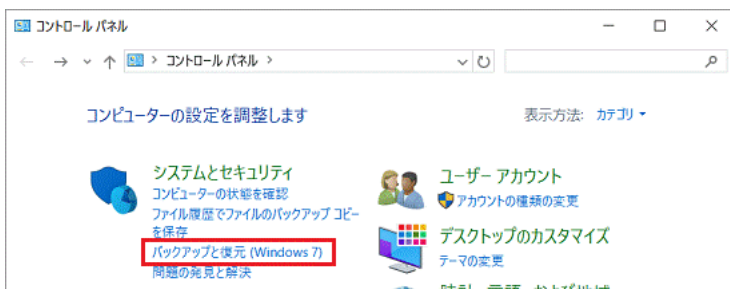 コントロール パネル
コントロール パネル
コンピューターの設定を調整します
表示方法: カテゴリ
システムとセキュリティ
コンピューターの状態を確認
ファイル履歴でファイルのバックアップ コピー
を保存
バックアップと復元 (Windows 7)
問題の発見と解決
ユーザー アカウント
アカウントの種類の変更
デスクトップのカスタマイズ
テーマの変更